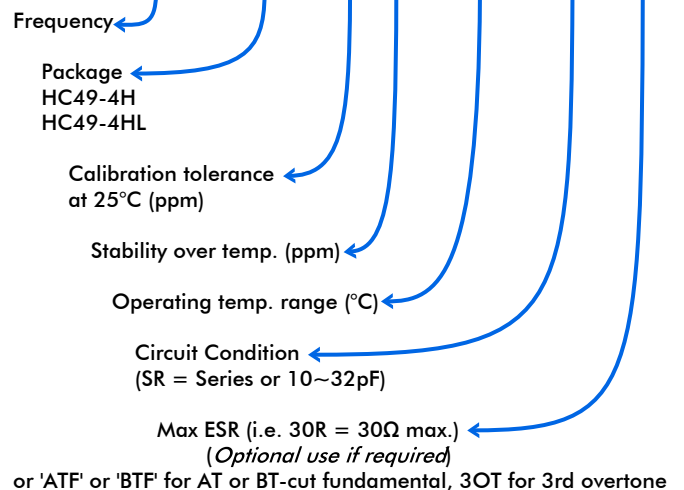 Frequency
Package
HC49-4H
HC49-4HL
Calibration tolerance
at 25°C (ppm)
Stability over temp. (ppm)
Operating temp. range (°C)
Circuit Condition
(SR = Series or 10~32pF)
Max ESR (i.e. 30R = 30Ω max.)
(Optional use if required)
or 'ATF' or 'BTF' for AT or BT-cut fundamental, 3OT for 3rd overtone